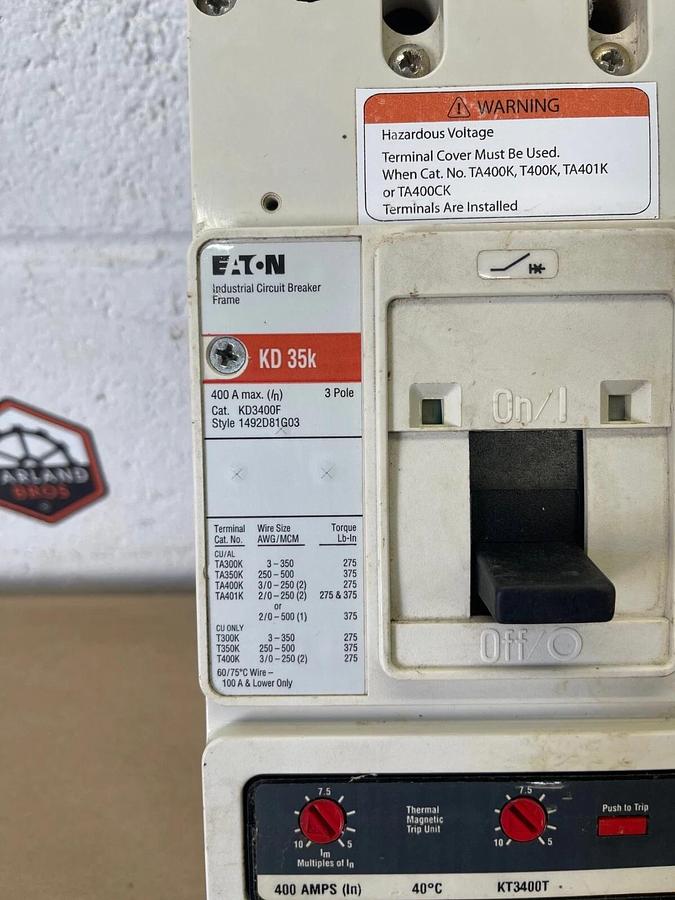 WARNING
Hazardous Voltage
Terminal Cover Must Be Used.
When Cat. No. TA400K, T400K, TA401K
or TA400CK
Terminals Are Installed
EATON
Industrial Circuit Breaker
Frame
KD 35k
400 A max. (In) 3 Pole
Cat. KD3400F
Style 1492D81G03
On/I
Off/O
Terminal Wire Size Torque
Cat. No. AWG/MCM Lb-In
CU/AL
TA300K 3-350 275
TA350K 250-500 375
TA400K 3/0-250 (2) 275
TA401K 2/0-250 (2) 275 & 375
or
2/0-500 (1) 375
CU ONLY
T300K 3-350 275
T350K 250-500 375
T400K 3/0-250 (2) 275
60/75°C Wire –
100 A & Lower Only
ARLAND
BROS
7.5
10 5
Im
Multiples of In
Thermal
Magnetic
Trip Unit
7.5
10 5
Push to Trip
400 AMPS (In) 40°C KT3400T